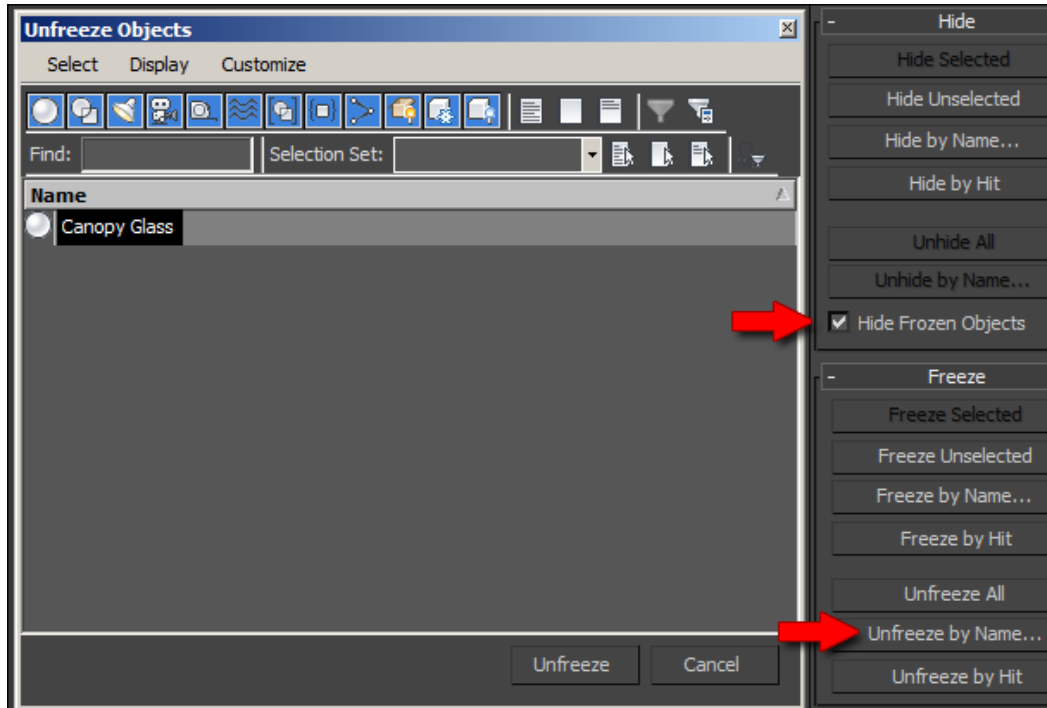 Unfreeze Objects
Select Display Customize
Find: Selection Set:
Name
Canopy Glass
Unfreeze Cancel
- Hide
Hide Selected
Hide Unselected
Hide by Name...
Hide by Hit
Unhide All
Unhide by Name...
Hide Frozen Objects
- Freeze
Freeze Selected
Freeze Unselected
Freeze by Name...
Freeze by Hit
Unfreeze All
Unfreeze by Name...
Unfreeze by Hit